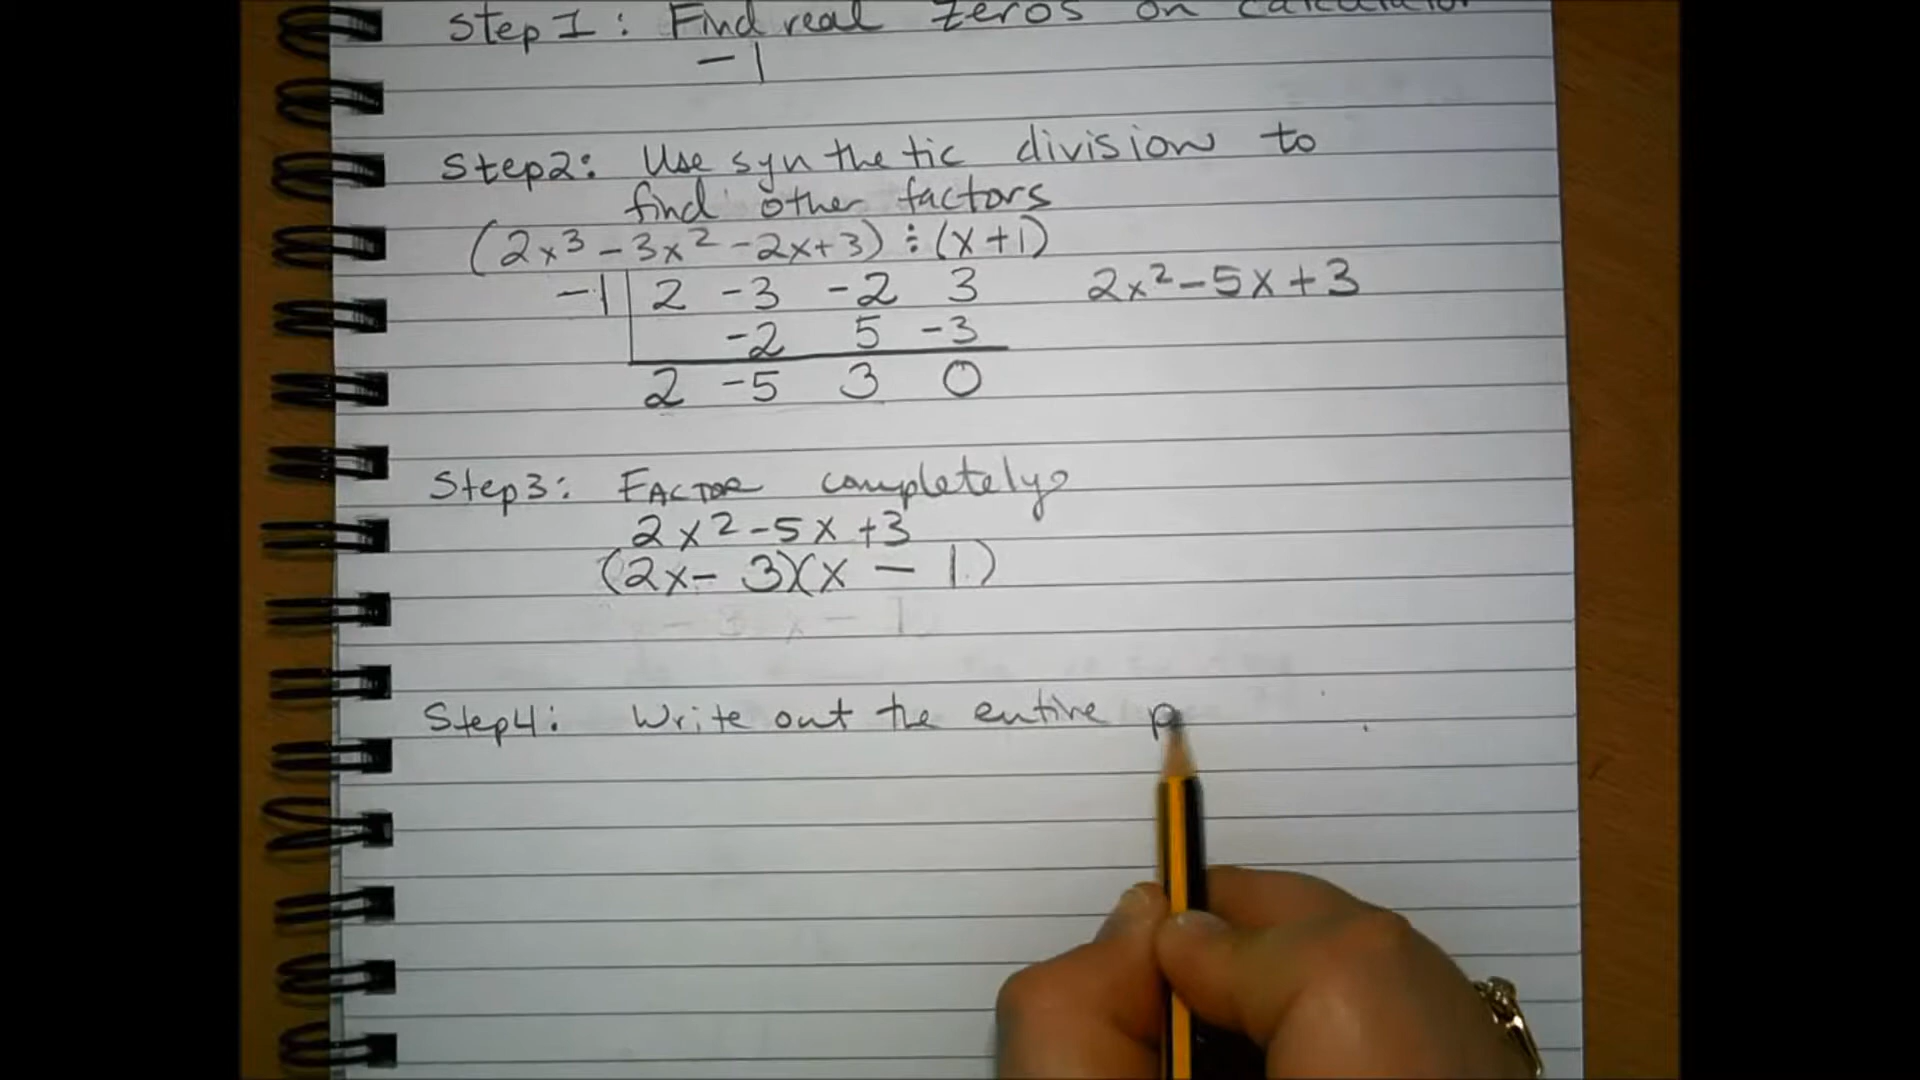 Step 1: Find real zeros on calculator
-1
Step2: Use synthetic division to
find other factors
(2x³ - 3x² - 2x + 3) ÷ (x + 1)
-1 | 2 -3 -2 3 2x² - 5x + 3
-2 5 -3
2 -5 3 0
Step3: FACTOR completely
2x² - 5x + 3
(2x - 3)(x - 1)
Step4: Write out the entire p